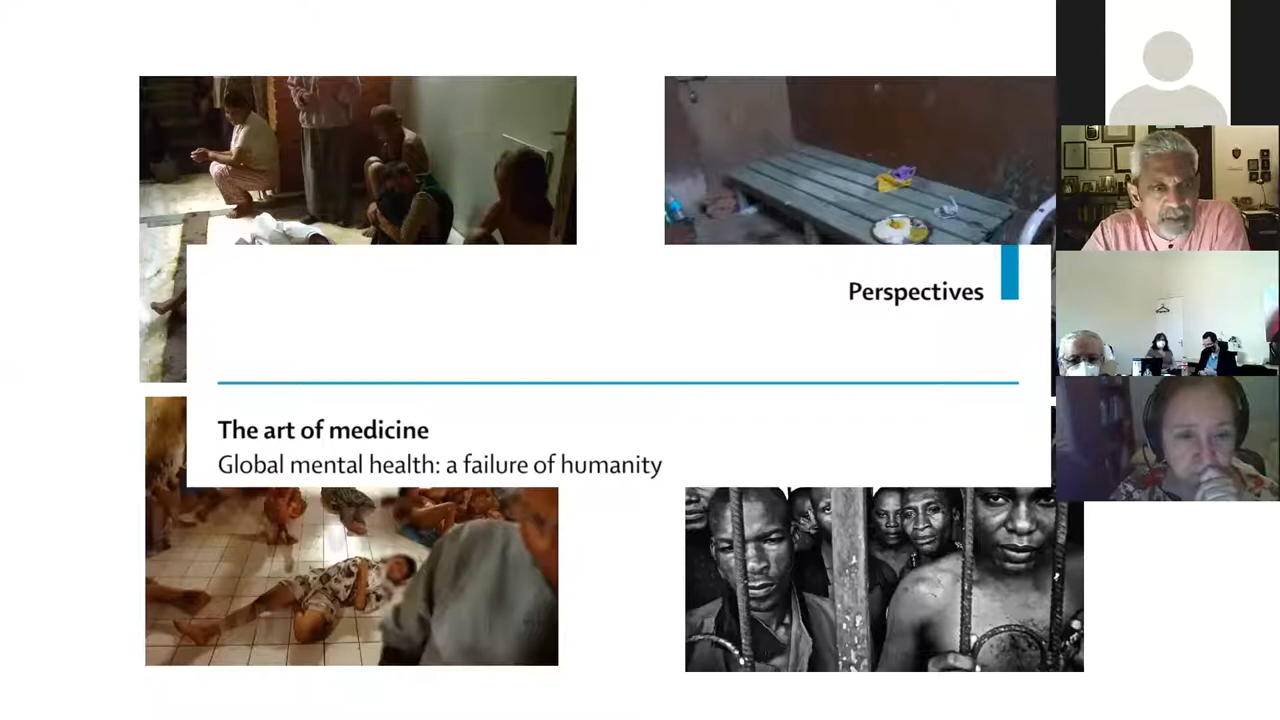 Perspectives
The art of medicine
Global mental health: a failure of humanity